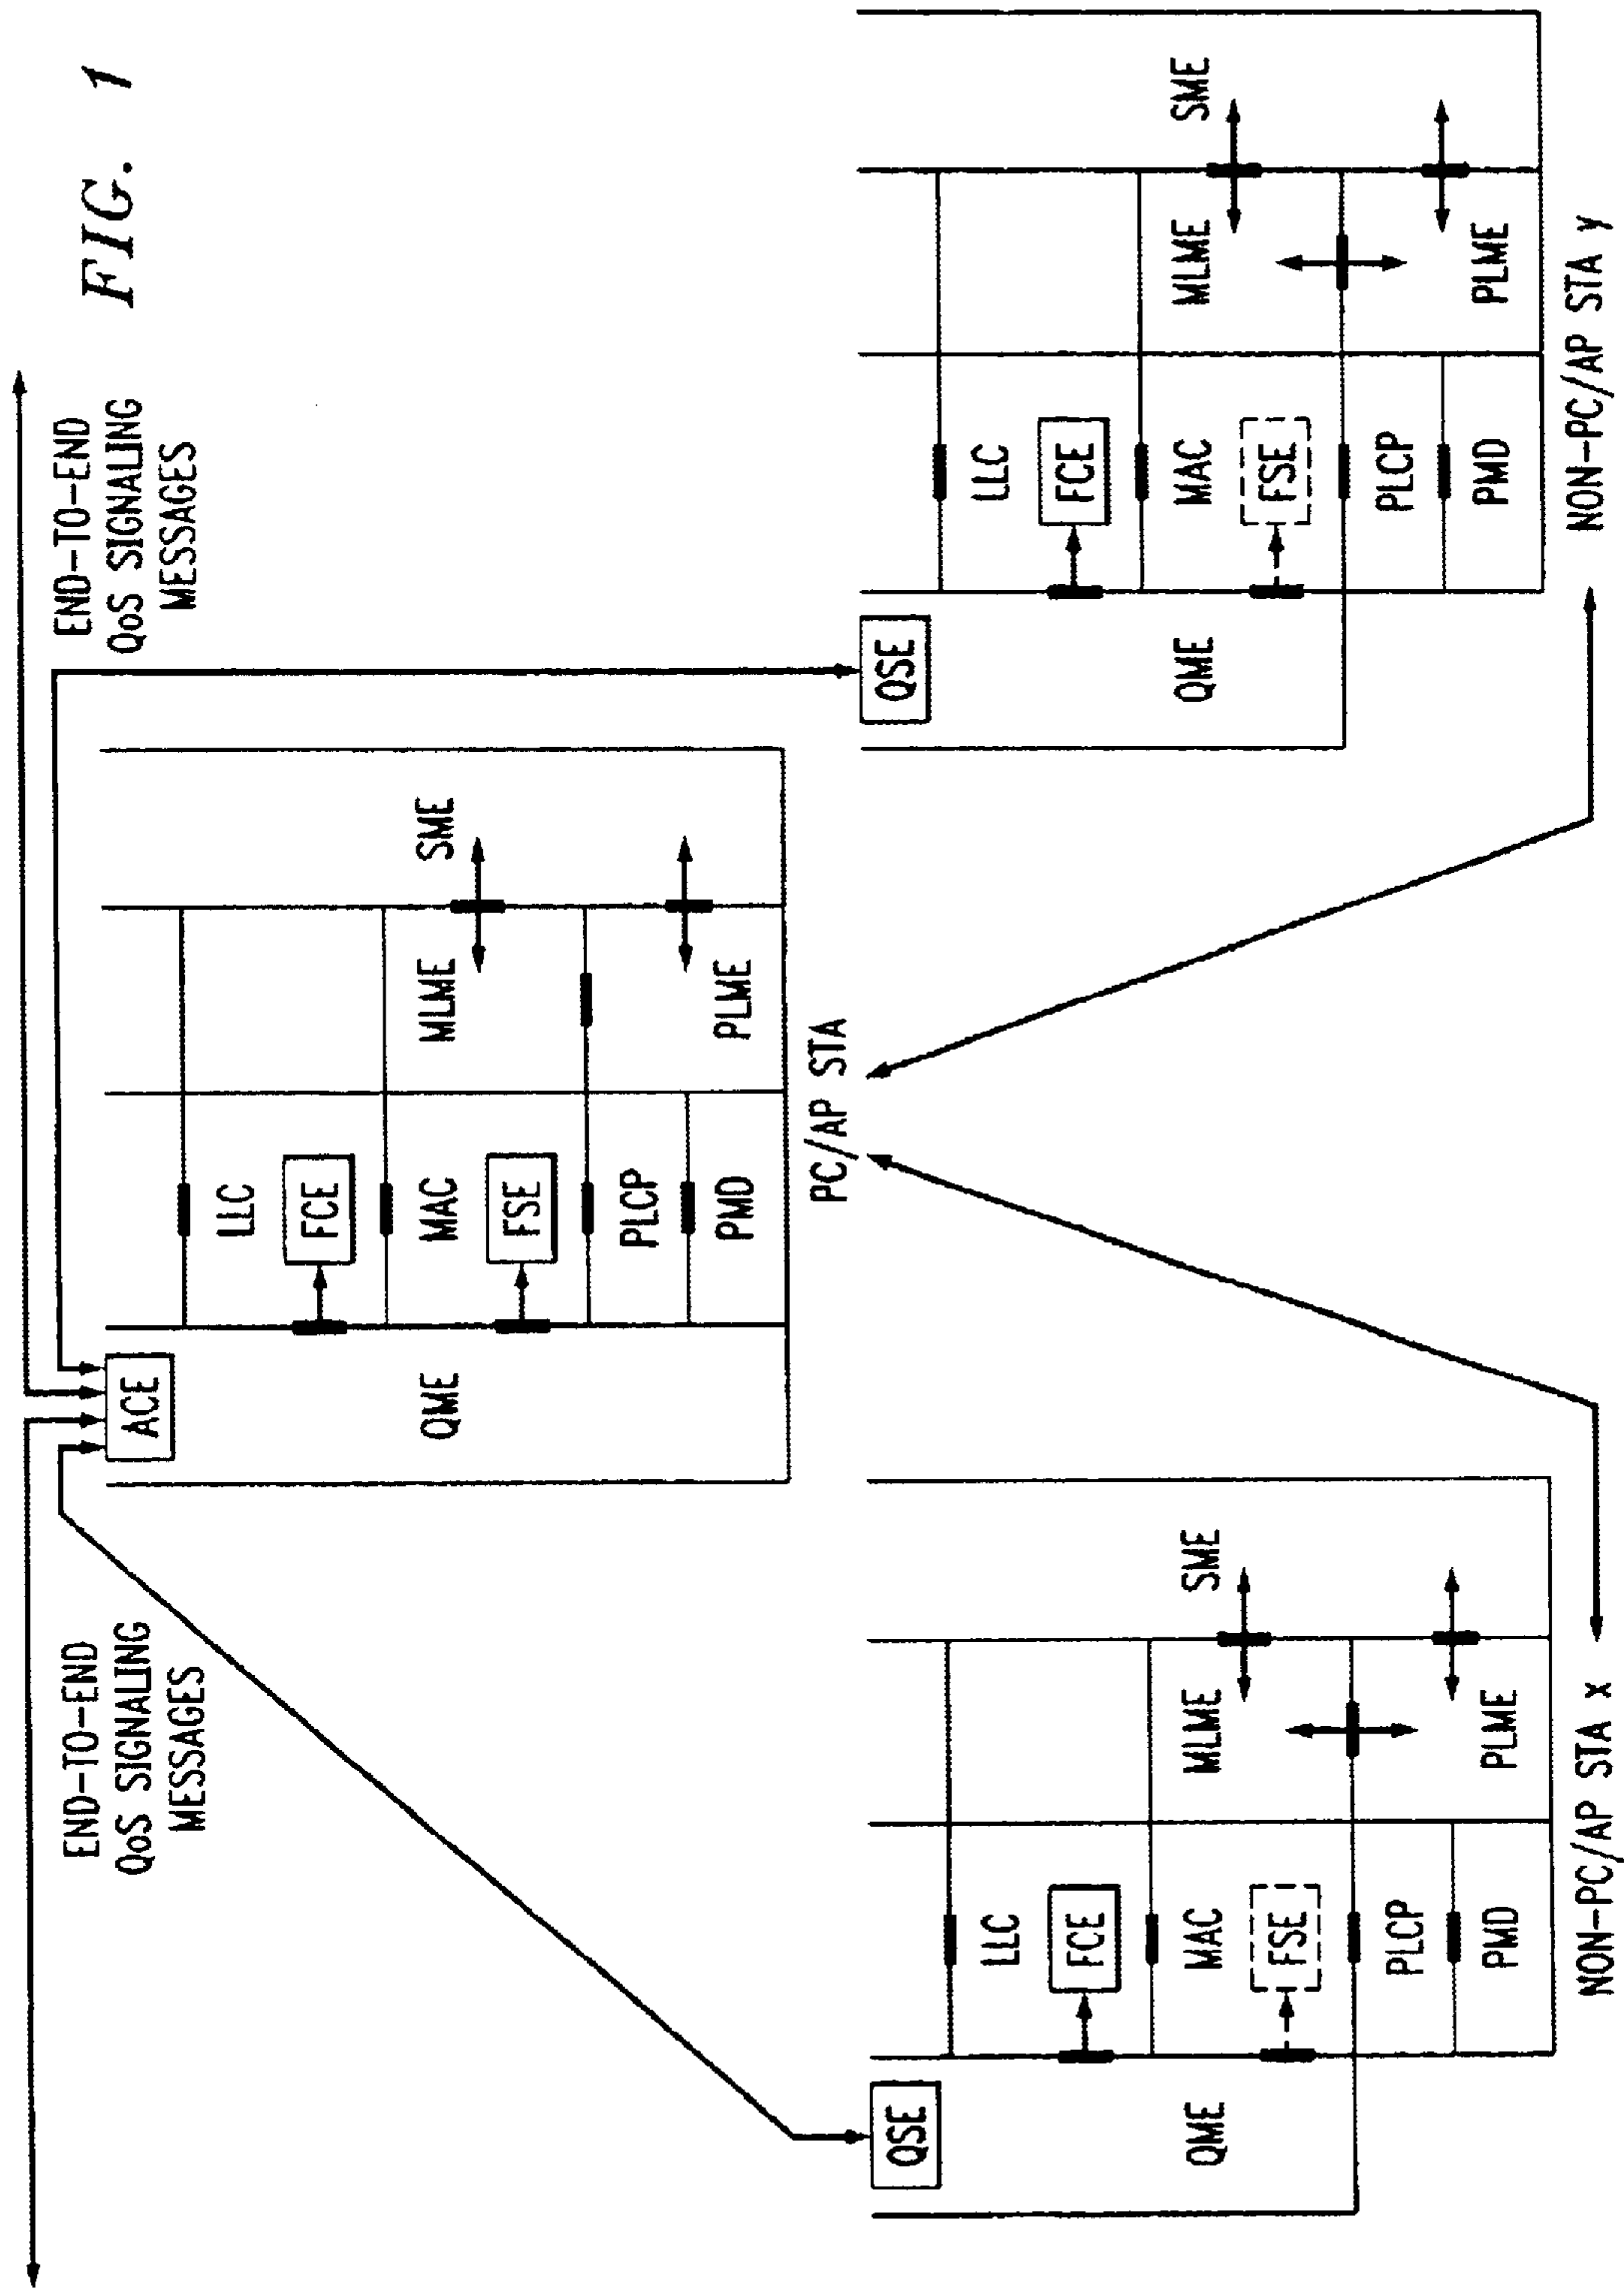 FIG. 1
END-TO-END
QoS SIGNALING
MESSAGES
END-TO-END
QoS SIGNALING
MESSAGES
ACE
QME
LLC
FCE
MAC
FSE
PLCP
PMD
MLME
PLME
SME
PC/AP STA
QSE
QME
LLC
FCE
MAC
FSE
PLCP
PMD
MLME
PLME
SME
NON-PC/AP STA x
QSE
QME
LLC
FCE
MAC
FSE
PLCP
PMD
MLME
PLME
SME
NON-PC/AP STA y